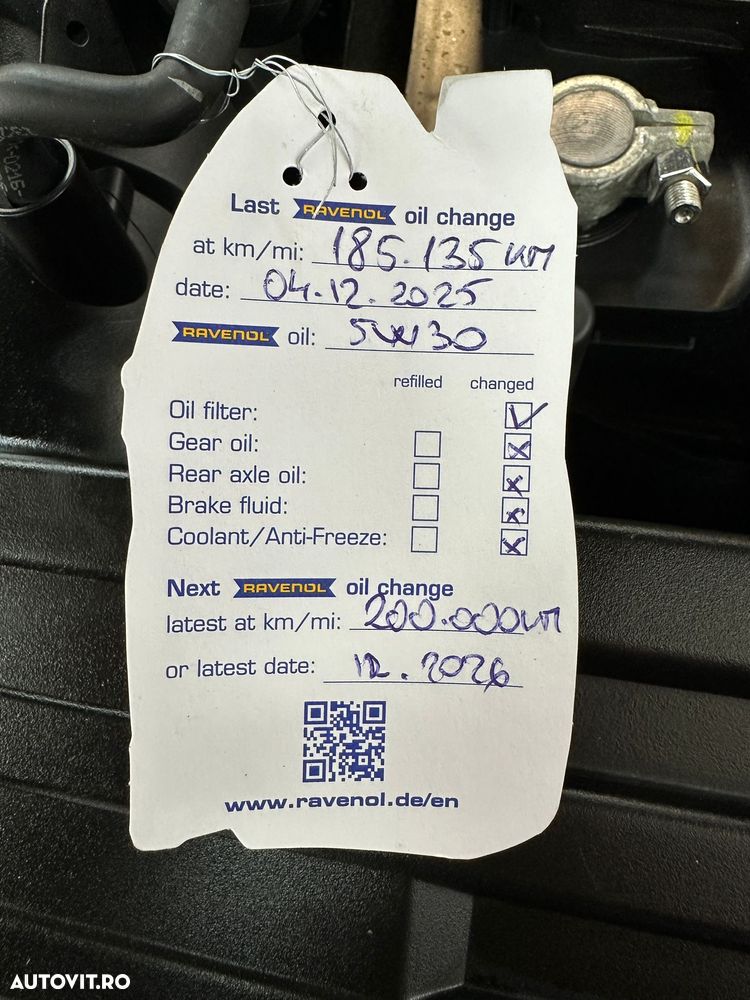 Last RAVENOL oil change
at km/mi: 185.135 km
date: 04.12.2025
RAVENOL oil: 5W30
refilled changed
Oil filter:
Gear oil:
Rear axle oil:
Brake fluid:
Coolant/Anti-Freeze:
Next RAVENOL oil change
latest at km/mi: 200.000 km
or latest date: 12.2026
www.ravenol.de/en
AUTOVIT.RO